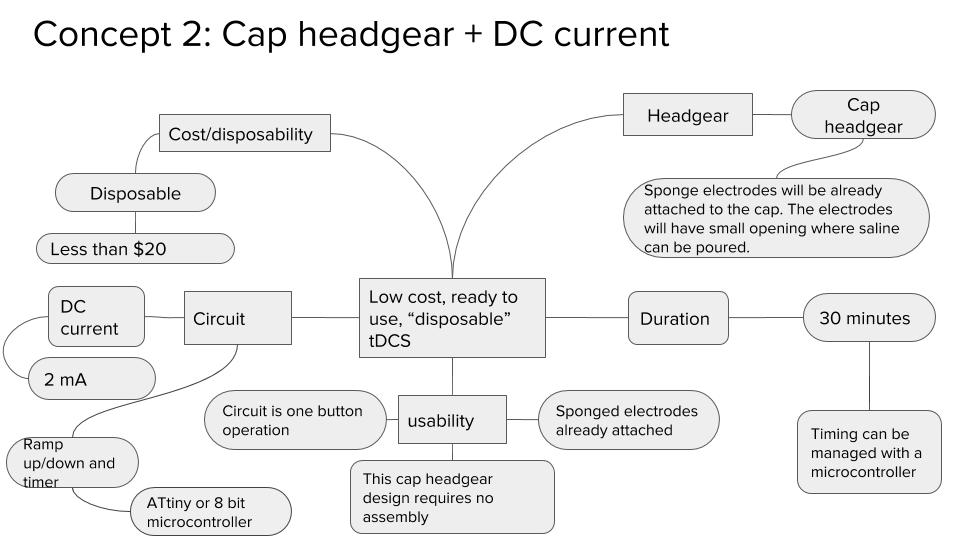 Concept 2: Cap headgear + DC current
Cost/disposability
Disposable
Less than $20
Headgear
Cap
headgear
Sponge electrodes will be already
attached to the cap. The electrodes
will have small opening where saline
can be poured.
DC
current
Circuit
2 mA
Ramp
up/down and
timer
ATtiny or 8 bit
microcontroller
Low cost, ready to
use, “disposable”
tDCS
Duration
30 minutes
Timing can be
managed with a
microcontroller
Circuit is one button
operation
usability
Sponged electrodes
already attached
This cap headgear
design requires no
assembly